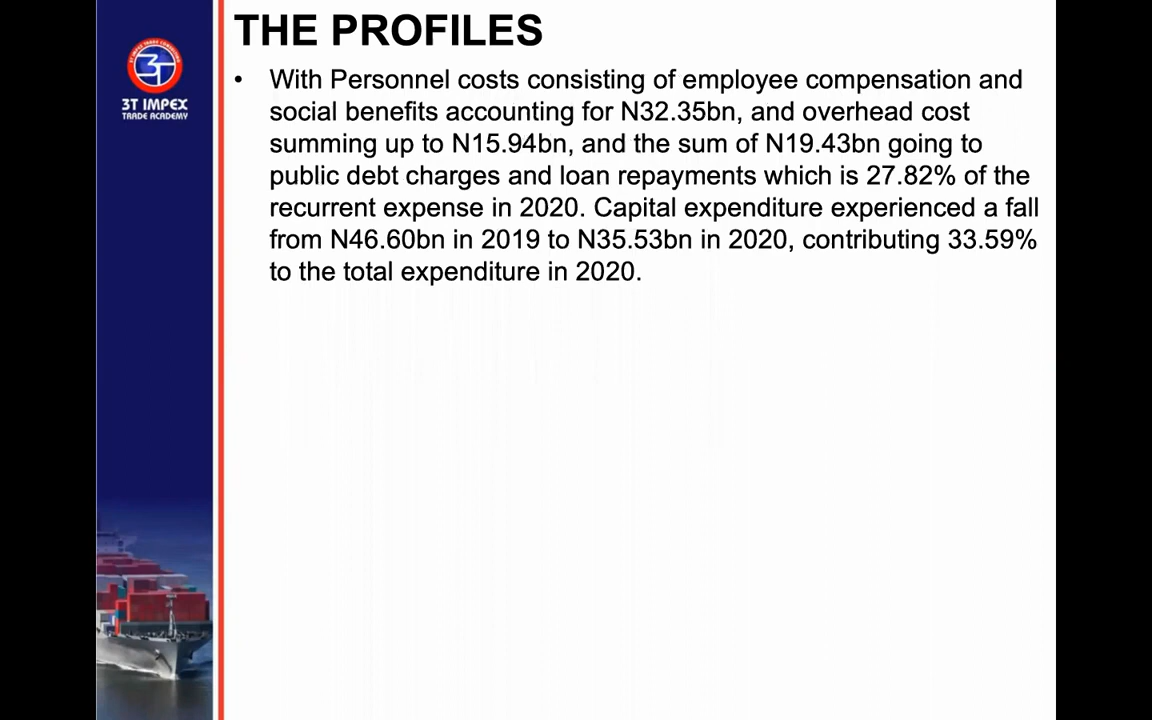 THE PROFILES
3T IMPEX
TRADE ACADEMY
• With Personnel costs consisting of employee compensation and
social benefits accounting for N32.35bn, and overhead cost
summing up to N15.94bn, and the sum of N19.43bn going to
public debt charges and loan repayments which is 27.82% of the
recurrent expense in 2020. Capital expenditure experienced a fall
from N46.60bn in 2019 to N35.53bn in 2020, contributing 33.59%
to the total expenditure in 2020.